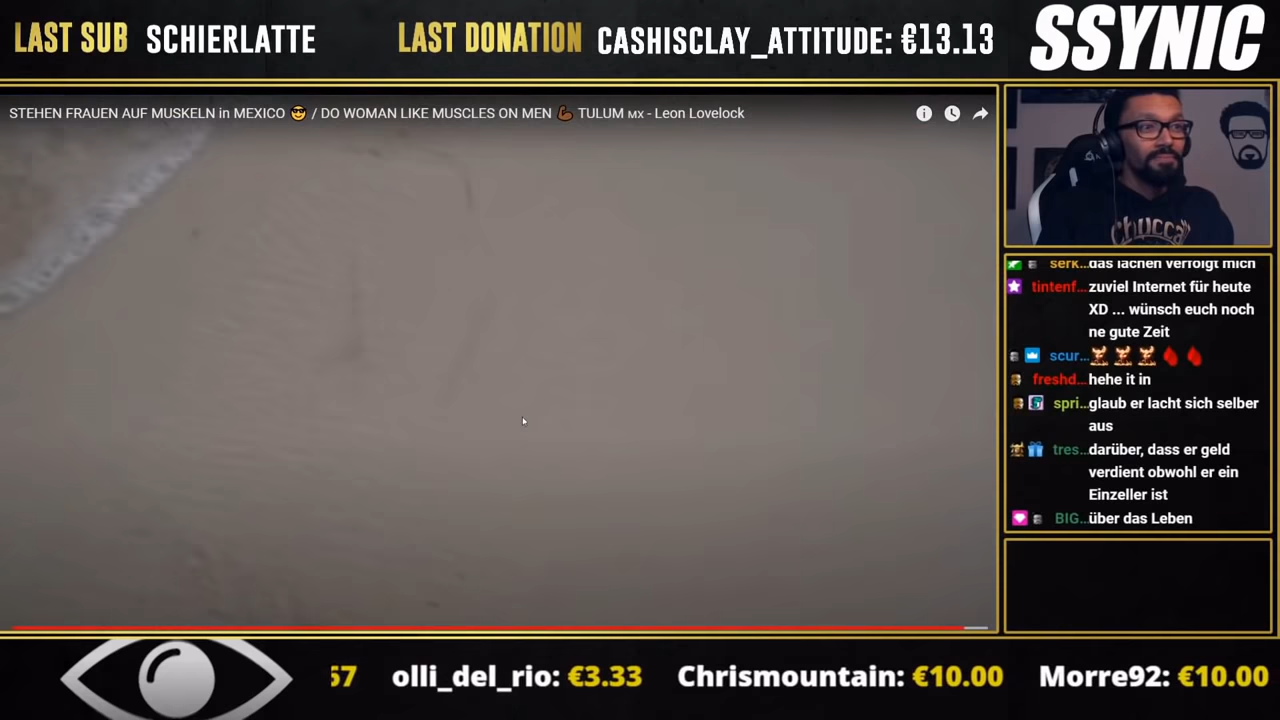 LAST SUB SCHIERLATTE LAST DONATION CASHISCLAY_ATTITUDE: €13.13 SSYNIC
STEHEN FRAUEN AUF MUSKELN in MEXICO 😎 / DO WOMAN LIKE MUSCLES ON MEN 💪🏾 TULUM MX - Leon Lovelock
chucca
serk...das lachen verfolgt mich
tintenf...zuviel Internet für heute
XD ... wünsch euch noch
ne gute Zeit
scur...
freshd...hehe it in
spri...glaub er lacht sich selber
aus
tres...darüber, dass er geld
verdient obwohl er ein
Einzeller ist
BIG...über das Leben
57 olli_del_rio: €3.33 Chrismountain: €10.00 Morre92: €10.00